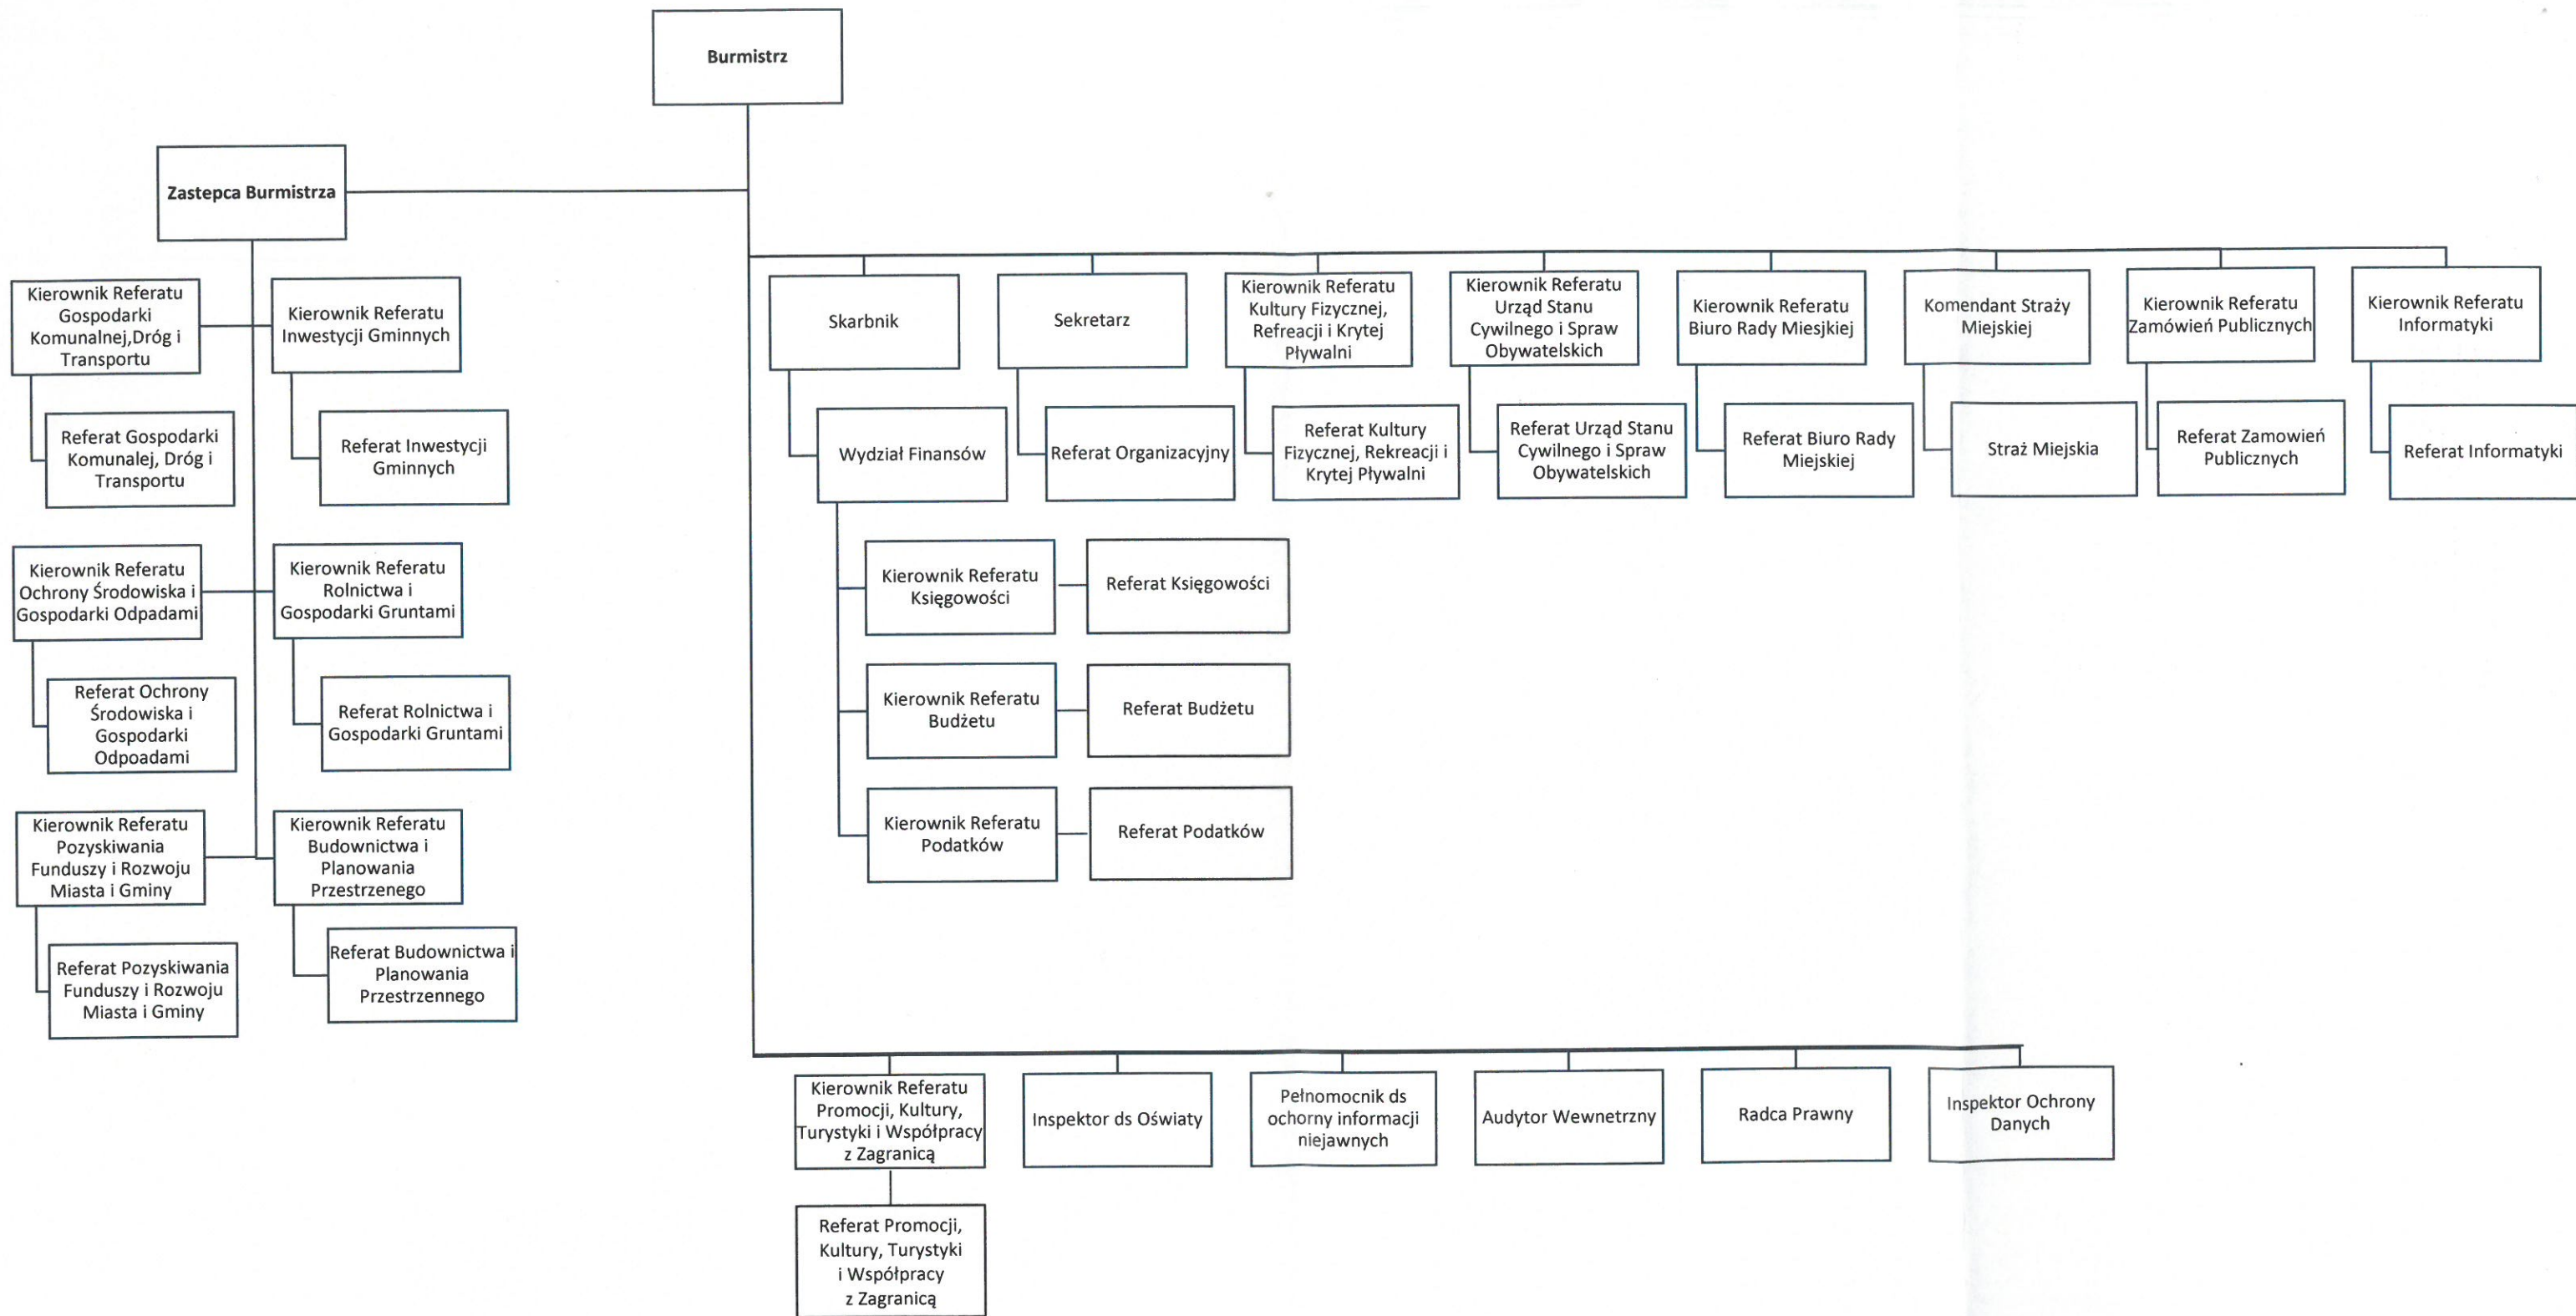 Burmistrz
Zastepca Burmistrza
Kierownik Referatu
Gospodarki
Komunalnej,Dróg i
Transportu
Kierownik Referatu
Inwestycji Gminnych
Referat Gospodarki
Komunalej, Dróg i
Transportu
Referat Inwestycji
Gminnych
Kierownik Referatu
Ochrony Środowiska i
Gospodarki Odpadami
Kierownik Referatu
Rolnictwa i
Gospodarki Gruntami
Referat Ochrony
Środowiska i
Gospodarki
Odpoadami
Referat Rolnictwa i
Gospodarki Gruntami
Kierownik Referatu
Pozyskiwania
Funduszy i Rozwoju
Miasta i Gminy
Kierownik Referatu
Budownictwa i
Planowania
Przestrzenego
Referat Pozyskiwania
Funduszy i Rozwoju
Miasta i Gminy
Referat Budownictwa i
Planowania
Przestrzennego
Skarbnik
Sekretarz
Kierownik Referatu
Kultury Fizycznej,
Refreacji i Krytej
Pływalni
Kierownik Referatu
Urząd Stanu
Cywilnego i Spraw
Obywatelskich
Kierownik Referatu
Biuro Rady Miesjkiej
Komendant Straży
Miejskiej
Kierownik Referatu
Zamówień Publicznych
Kierownik Referatu
Informatyki
Wydział Finansów
Referat Organizacyjny
Referat Kultury
Fizycznej, Rekreacji i
Krytej Pływalni
Referat Urząd Stanu
Cywilnego i Spraw
Obywatelskich
Referat Biuro Rady
Miejskiej
Straż Miejskia
Referat Zamowień
Publicznych
Referat Informatyki
Kierownik Referatu
Księgowości
Referat Księgowości
Kierownik Referatu
Budżetu
Referat Budżetu
Kierownik Referatu
Podatków
Referat Podatków
Kierownik Referatu
Promocji, Kultury,
Turystyki i Współpracy
z Zagranicą
Inspektor ds Oświaty
Pełnomocnik ds
ochorny informacji
niejawnych
Audytor Wewnetrzny
Radca Prawny
Inspektor Ochrony
Danych
Referat Promocji,
Kultury, Turystyki
i Współpracy
z Zagranicą